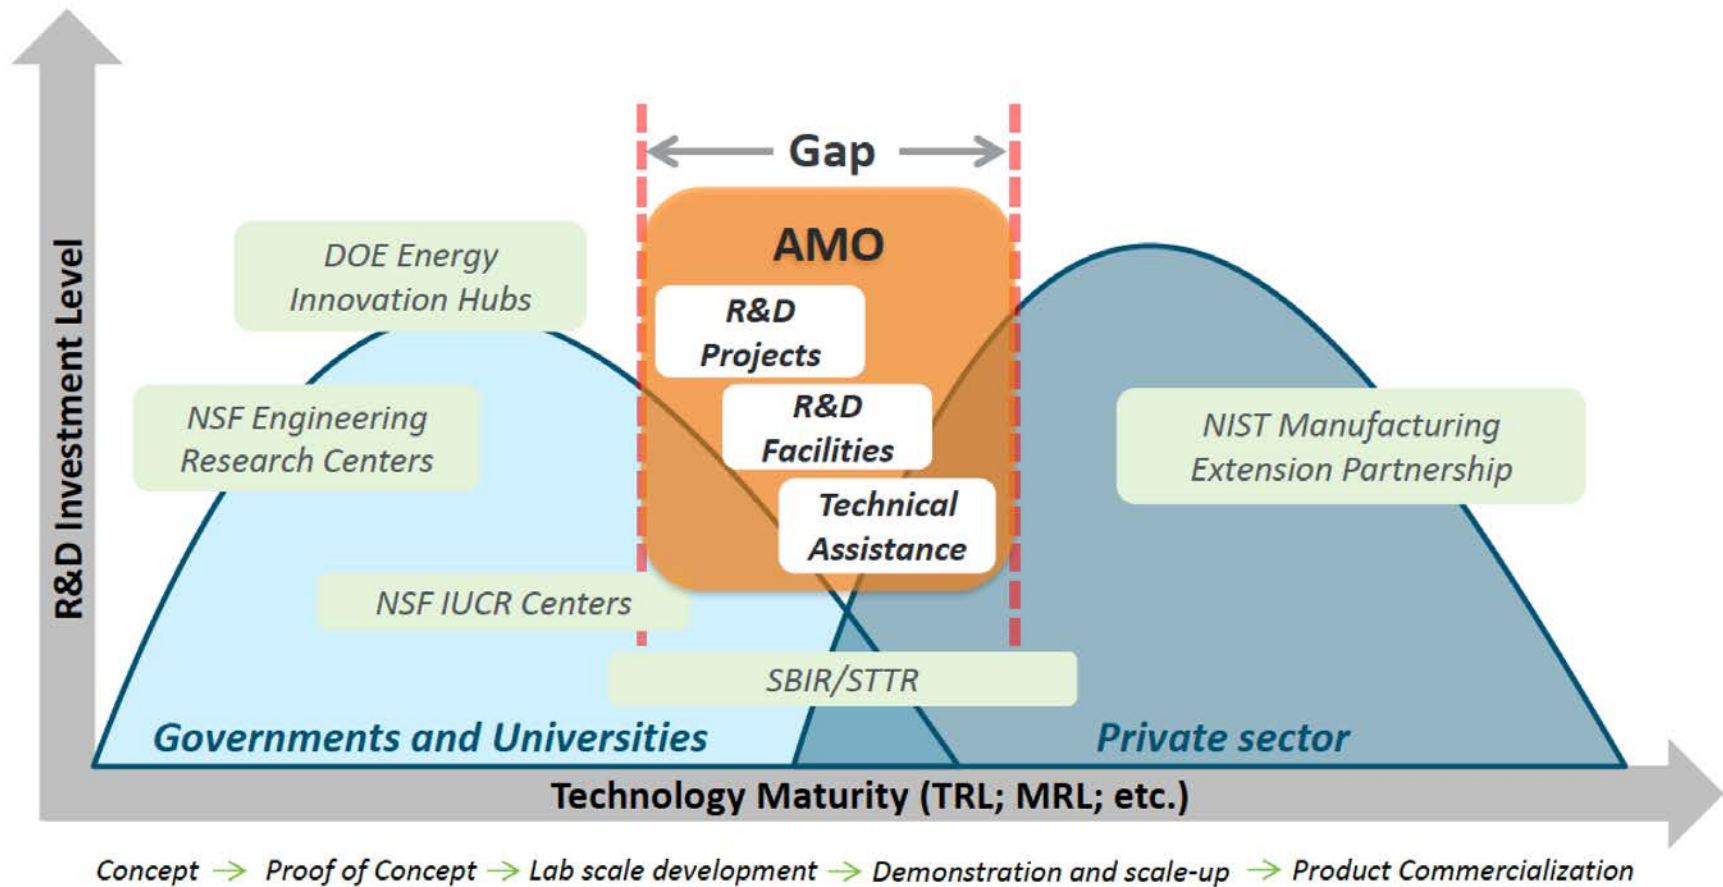 Gap
AMO
DOE Energy
Innovation Hubs
R&D
Projects
NSF Engineering
Research Centers
R&D
Facilities
NIST Manufacturing
Extension Partnership
Technical
Assistance
NSF IUCR Centers
SBIR/STTR
Governments and Universities
Private sector
R&D Investment Level
Technology Maturity (TRL; MRL; etc.)
Concept → Proof of Concept → Lab scale development → Demonstration and scale-up → Product Commercialization